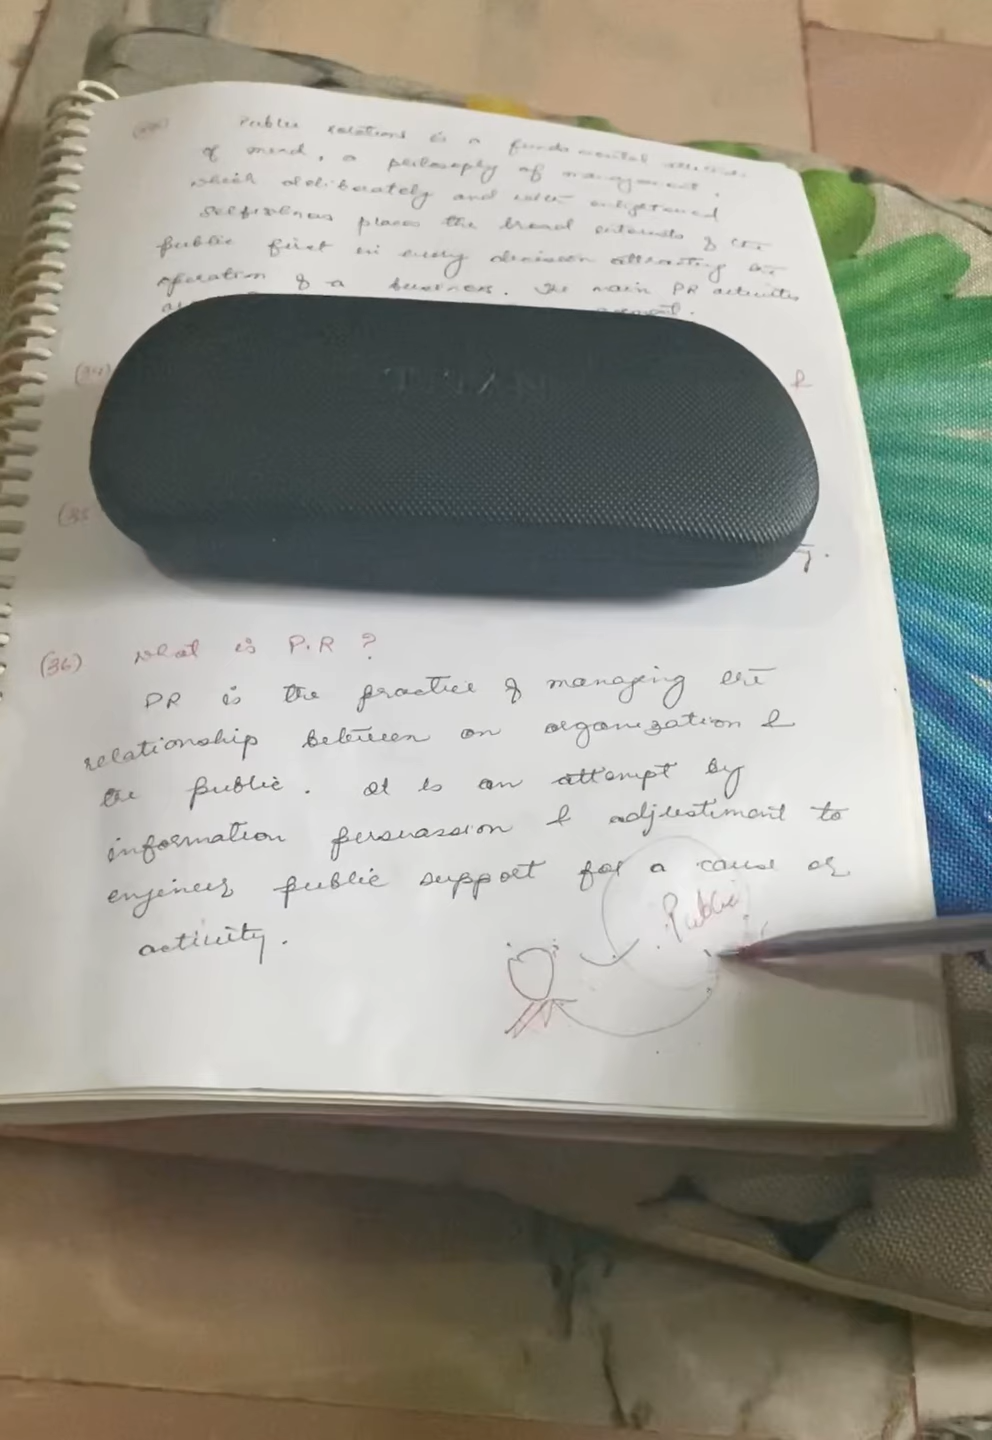 Public relations is a fundamental
of mind, a philosophy of management,
which deliberately and with enlightened
selfishness places the broad interests of the
public first in every decision affecting the
operation of a business. The main PR activities
(34) &
(35
(36) What is P.R ?
PR is the practice of managing the
relationship between an organization &
the public. It is an attempt by
information persuassion & adjustment to
engineer public support for a cause or
activity.
Public